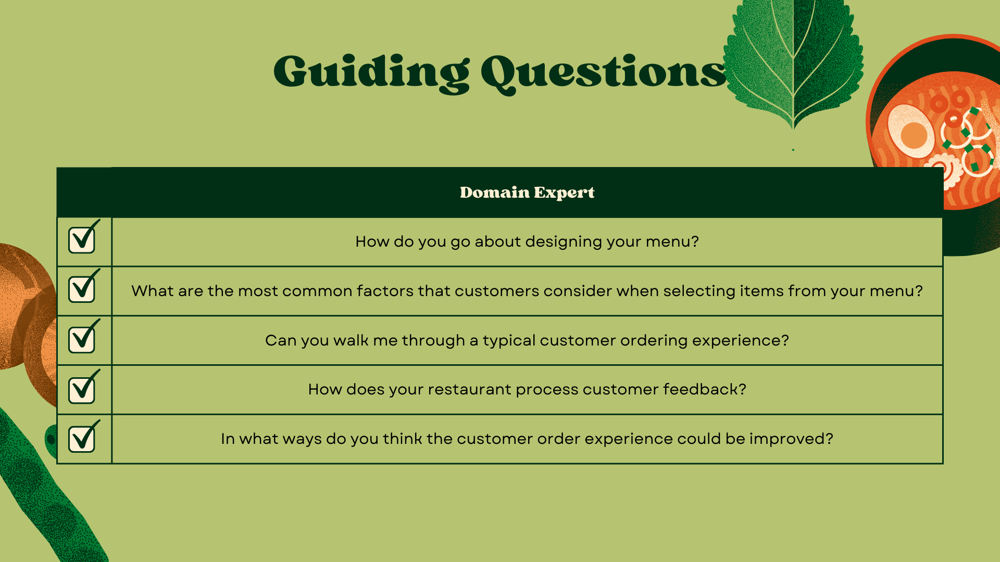 Guiding Questions
Domain Expert
How do you go about designing your menu?
What are the most common factors that customers consider when selecting items from your menu?
Can you walk me through a typical customer ordering experience?
How does your restaurant process customer feedback?
In what ways do you think the customer order experience could be improved?